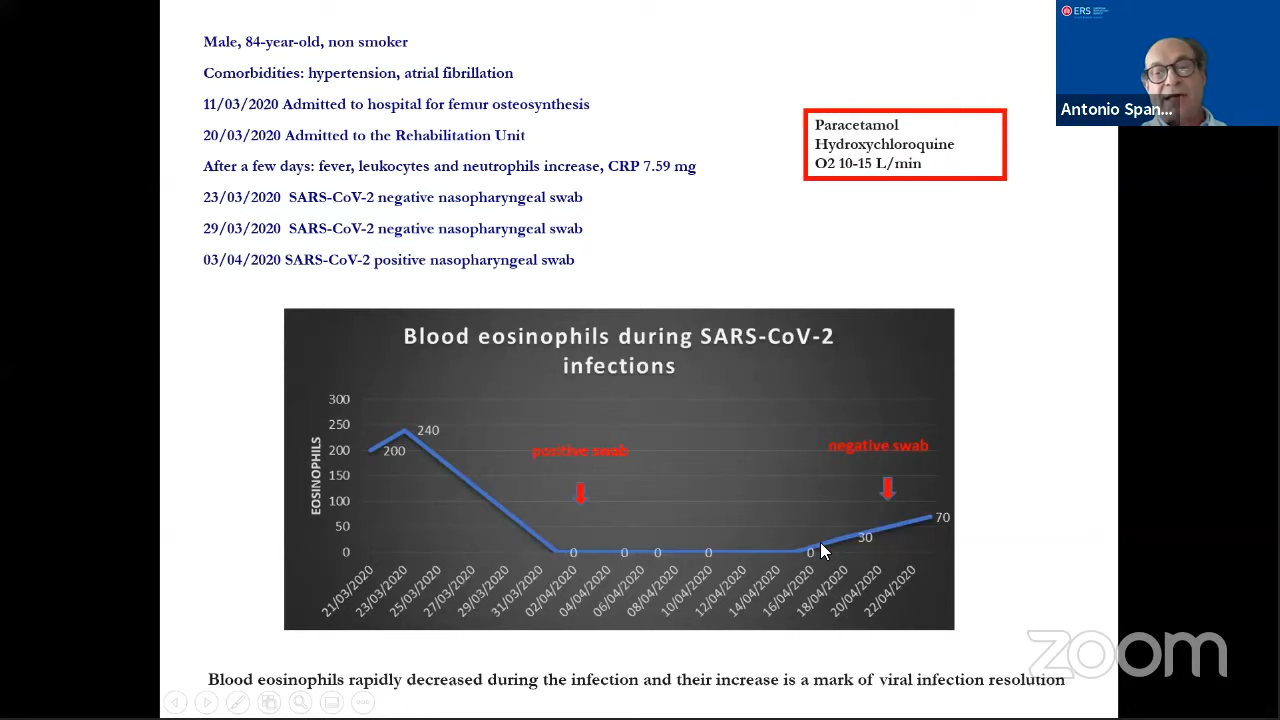 Male, 84-year-old, non smoker
Comorbidities: hypertension, atrial fibrillation
11/03/2020 Admitted to hospital for femur osteosynthesis
20/03/2020 Admitted to the Rehabilitation Unit
After a few days: fever, leukocytes and neutrophils increase, CRP 7.59 mg
23/03/2020 SARS-CoV-2 negative nasopharyngeal swab
29/03/2020 SARS-CoV-2 negative nasopharyngeal swab
03/04/2020 SARS-CoV-2 positive nasopharyngeal swab
Paracetamol
Hydroxychloroquine
O2 10-15 L/min
ERS
Antonio Span...
Blood eosinophils during SARS-CoV-2
infections
EOSINOPHILS
300
250
200
150
100
50
0
200
240
positive swab
negative swab
0
0
0
0
0
30
70
21/03/2020
23/03/2020
25/03/2020
27/03/2020
29/03/2020
31/03/2020
02/04/2020
04/04/2020
06/04/2020
08/04/2020
10/04/2020
12/04/2020
14/04/2020
16/04/2020
18/04/2020
20/04/2020
22/04/2020
zoom
Blood eosinophils rapidly decreased during the infection and their increase is a mark of viral infection resolution